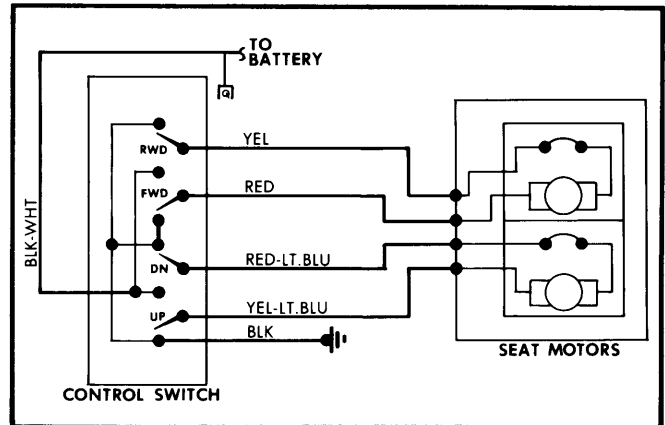 TO
BATTERY
Q
RWD
YEL
FWD
RED
BLK-WHT
DN
RED-LT.BLU
UP
YEL-LT.BLU
BLK
SEAT MOTORS
CONTROL SWITCH